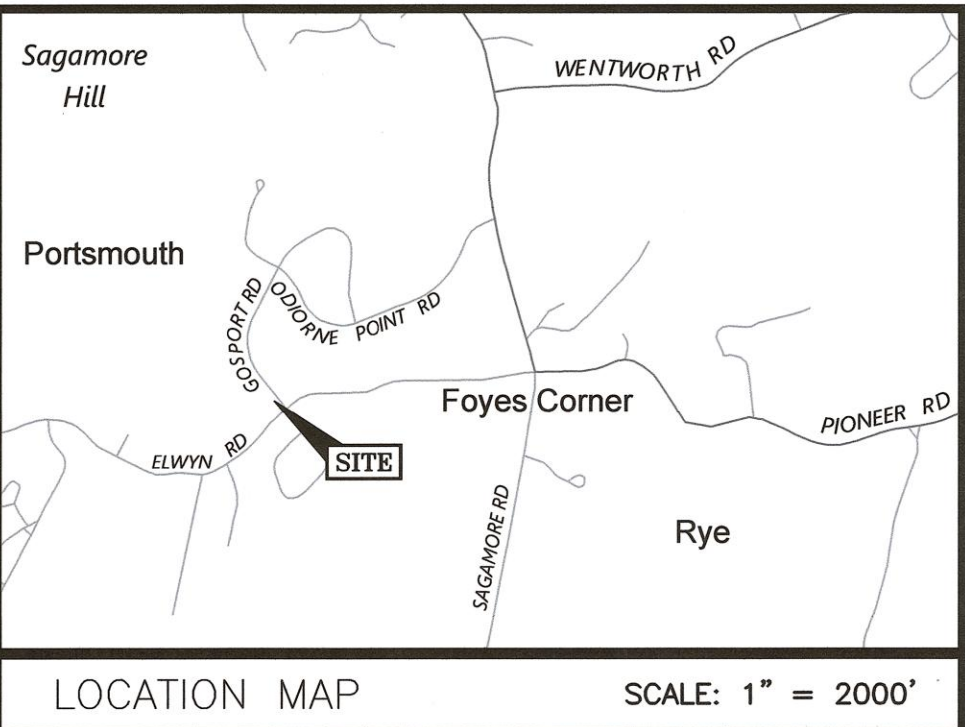 Sagamore
Hill
WENTWORTH RD
Portsmouth
GOSPORT RD
ODIORNE POINT RD
Foyes Corner
PIONEER RD
ELWYN RD
SITE
SAGAMORE RD
Rye
LOCATION MAP
SCALE: 1" = 2000'